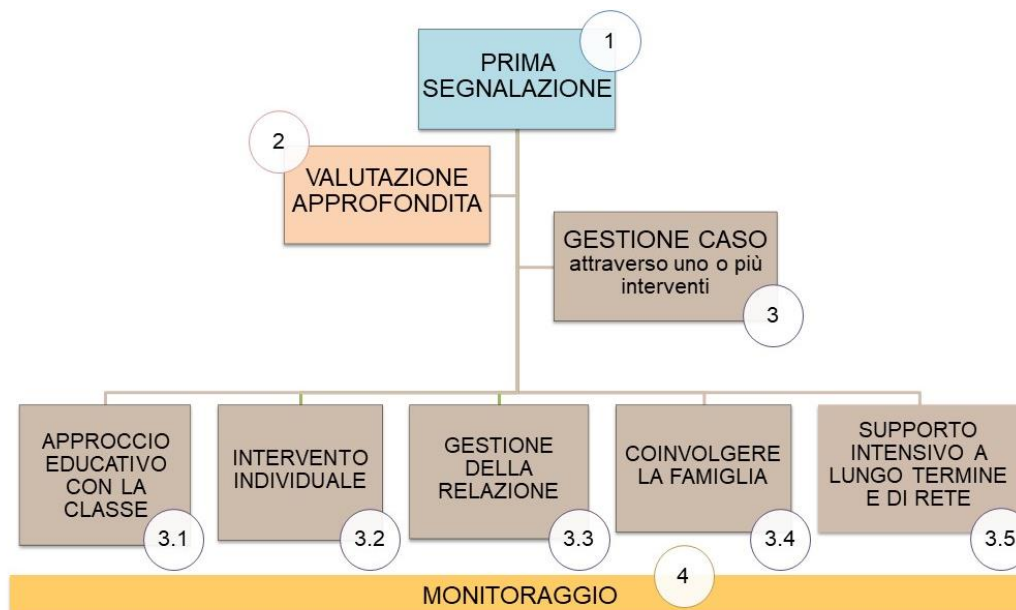 1
PRIMA
SEGNALAZIONE
2
VALUTAZIONE
APPROFONDITA
GESTIONE CASO
attraverso uno o più
interventi
3
APPROCCIO
EDUCATIVO
CON LA
CLASSE
3.1
INTERVENTO
INDIVIDUALE
3.2
GESTIONE
DELLA
RELAZIONE
3.3
COINVOLGERE
LA FAMIGLIA
3.4
SUPPORTO
INTENSIVO A
LUNGO TERMINE
E DI RETE
3.5
4
MONITORAGGIO